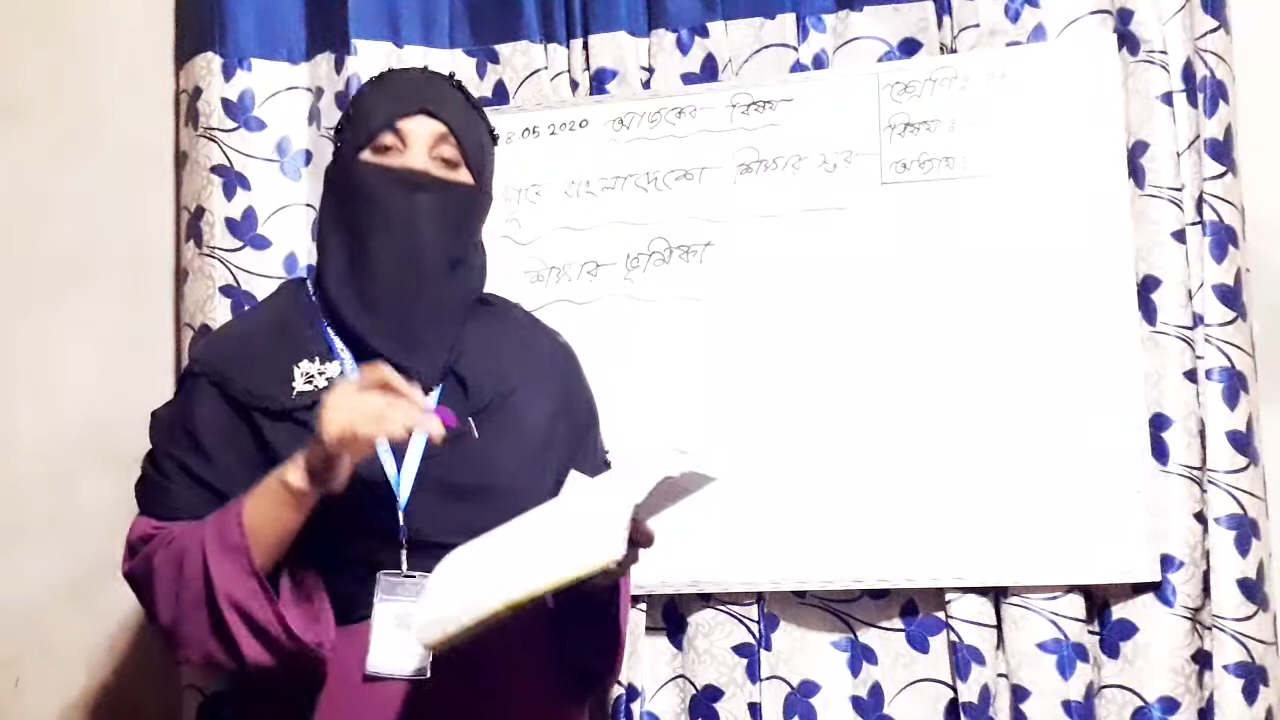 8.05 2020 আজকের বিষয়
বাংলাদেশে শিক্ষার স্তর
শিক্ষার ভূমিকা
শ্রেণি:
বিষয়:
অধ্যায়: